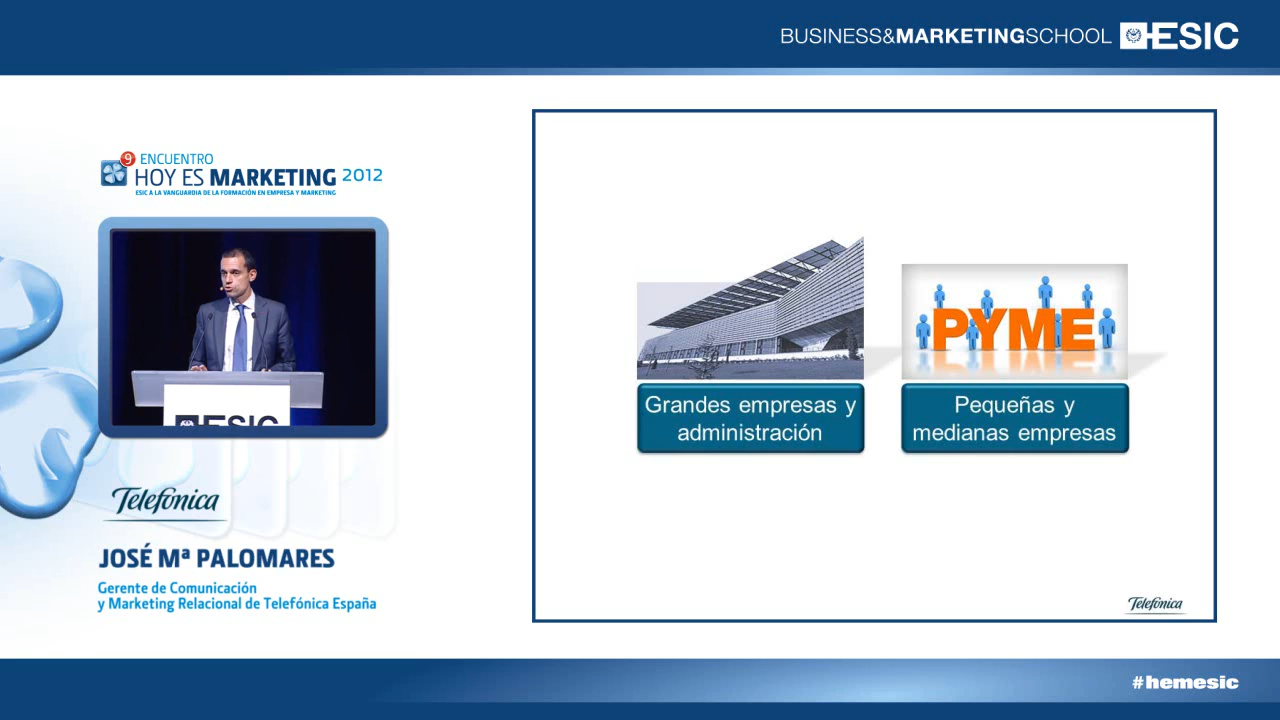 BUSINESS&MARKETINGSCHOOL ESIC
9 ENCUENTRO
HOY ES MARKETING 2012
ESIC A LA VANGUARDIA DE LA FORMACIÓN EN EMPRESA Y MARKETING
ESIC
Telefónica
JOSÉ Mª PALOMARES
Gerente de Comunicación
y Marketing Relacional de Telefónica España
PYME
Grandes empresas y
administración
Pequeñas y
medianas empresas
Telefónica
#hemesic